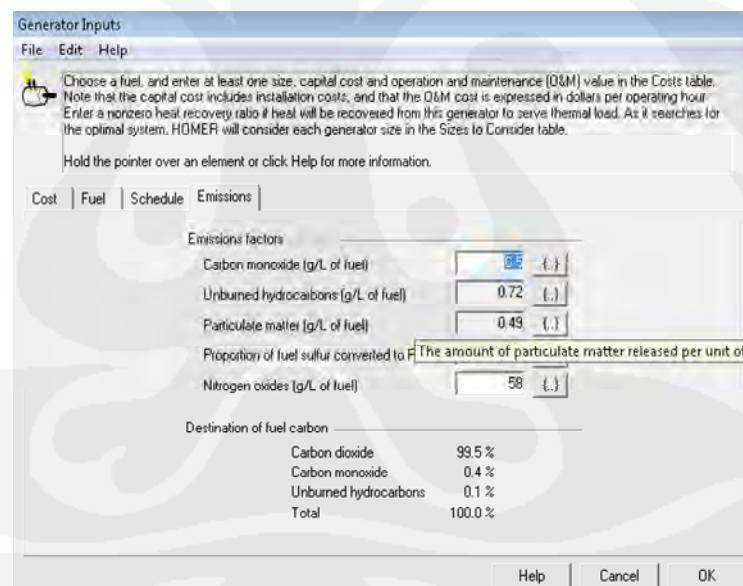 Generator Inputs
File Edit Help
Choose a fuel, and enter at least one size, capital cost and operation and maintenance (O&M) value in the Costs table.
Note that the capital cost includes installation costs, and that the O&M cost is expressed in dollars per operating hour.
Enter a nonzero heat recovery ratio if heat will be recovered from this generator to serve thermal load. As it searches for
the optimal system, HOMER will consider each generator size in the Sizes to Consider table.
Hold the pointer over an element or click Help for more information.
Cost Fuel Schedule Emissions
Emissions factors
Carbon monoxide (g/L of fuel) 6.5 {..}
Unburned hydrocarbons (g/L of fuel) 0.72 {..}
Particulate matter (g/L of fuel) 0.49 {..}
Proportion of fuel sulfur converted to P The amount of particulate matter released per unit of
Nitrogen oxides (g/L of fuel) 58 {..}
Destination of fuel carbon
Carbon dioxide 99.5 %
Carbon monoxide 0.4 %
Unburned hydrocarbons 0.1 %
Total 100.0 %
Help Cancel OK